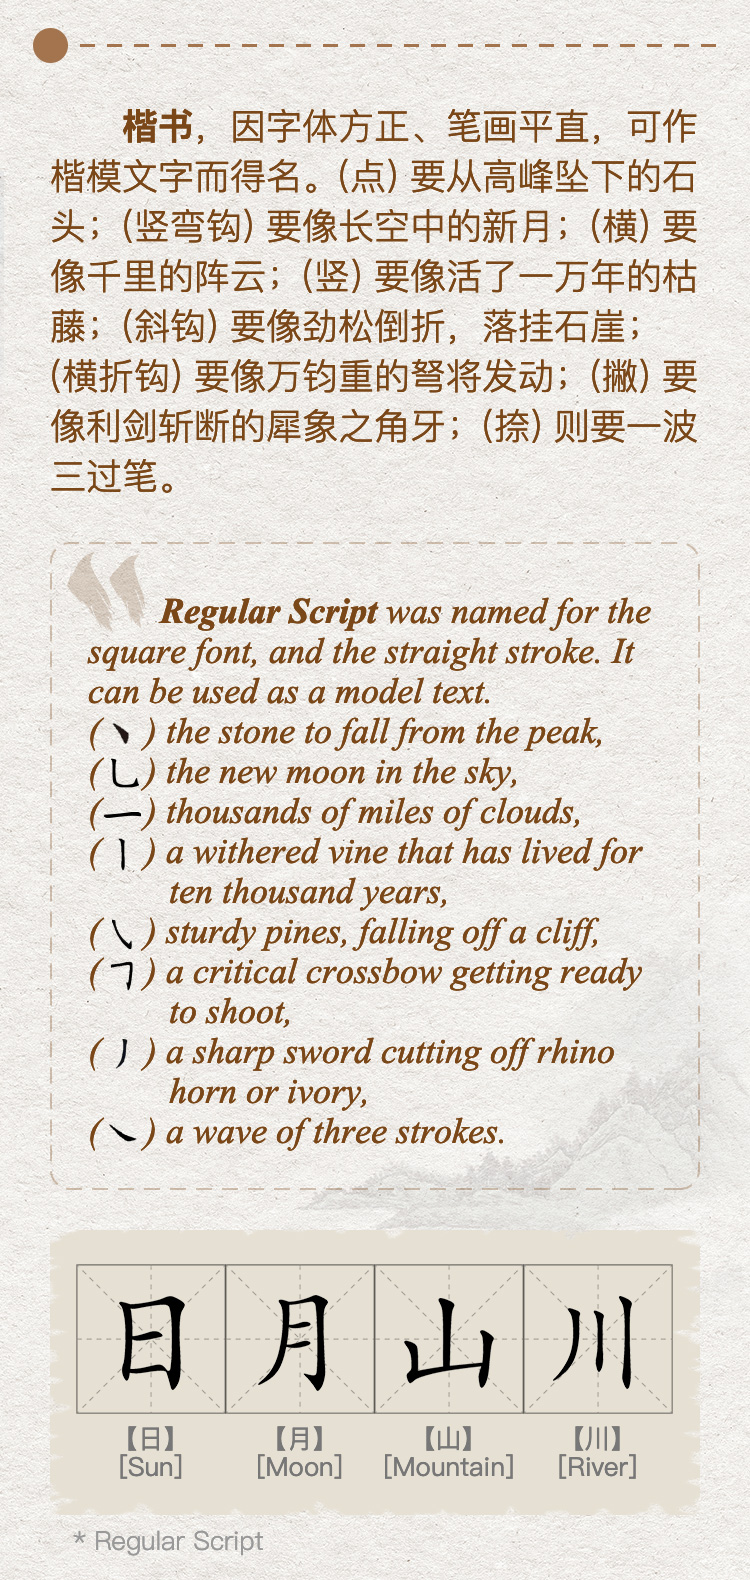 楷书，因字体方正、笔画平直，可作
楷模文字而得名。（点）要从高峰坠下的石
头；（竖弯钩）要像长空中的新月；（横）要
像千里的阵云；（竖）要像活了一万年的枯
藤；（斜钩）要像劲松倒折，落挂石崖；
（横折钩）要像万钧重的弩将发动；（撇）要
像利剑斩断的犀象之角牙；（捺）则要一波
三过笔。
Regular Script was named for the
square font, and the straight stroke. It
can be used as a model text.
(㇔) the stone to fall from the peak,
(㇄) the new moon in the sky,
(㇐) thousands of miles of clouds,
(㇑) a withered vine that has lived for
ten thousand years,
(㇂) sturdy pines, falling off a cliff,
(㇆) a critical crossbow getting ready
to shoot,
(㇓) a sharp sword cutting off rhino
horn or ivory,
(㇏) a wave of three strokes.
日 月 山 川
【日】 【月】 【山】 【川】
[Sun] [Moon] [Mountain] [River]
* Regular Script